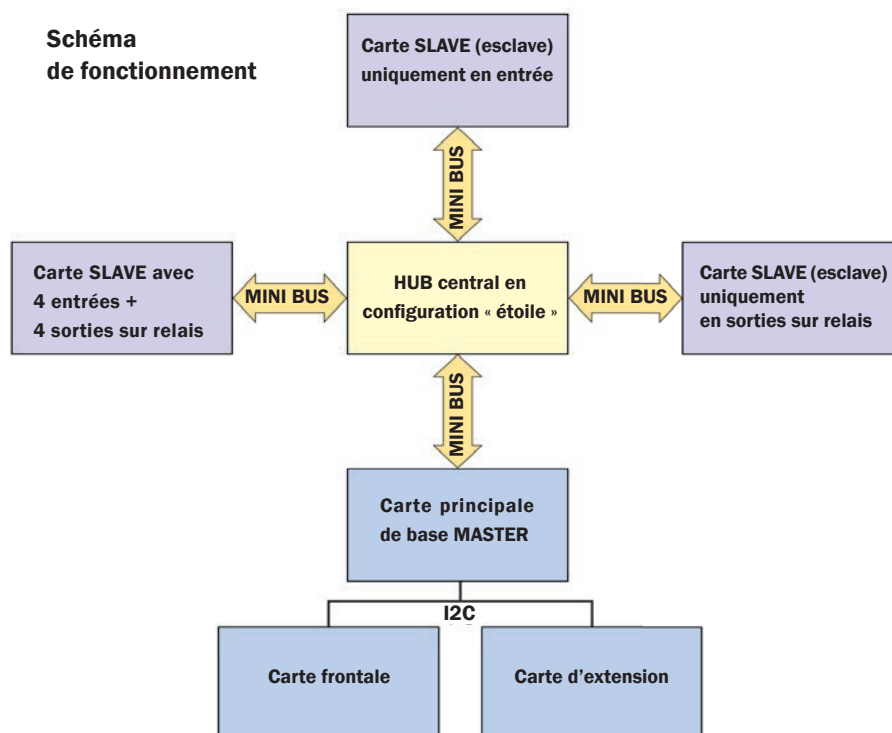 Schéma
de fonctionnement
Carte SLAVE (esclave)
uniquement en entrée
MINI BUS
Carte SLAVE avec
4 entrées +
4 sorties sur relais
MINI BUS
HUB central en
configuration « étoile »
MINI BUS
Carte SLAVE (esclave)
uniquement
en sorties sur relais
MINI BUS
Carte principale
de base MASTER
I2C
Carte frontale
Carte d’extension